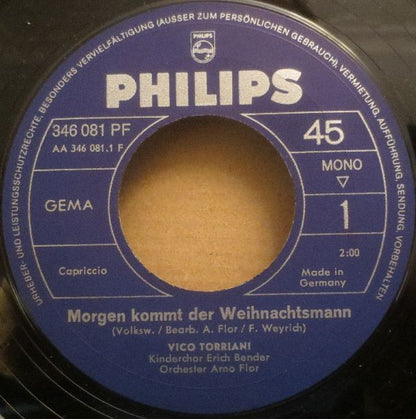 URHEBER- UND LEISTUNGSSCHUTZRECHTE, BESONDERS VERVIELFÄLTIGUNG (AUSSER ZUM PERSÖNLICHEN GEBRAUCH), VERMIETUNG, AUFFÜHRUNG, SENDUNG, VORBEHALTEN
PHILIPS
PHILIPS
346 081 PF
AA 346 081.1 F
45
MONO
GEMA
1
2:00
Capriccio
Made in
Germany
Morgen kommt der Weihnachtsmann
(Volksw. / Bearb. A. Flor / F. Weyrich)
VICO TORRIANI
Kinderchor Erich Bender
Orchester Arno Flor